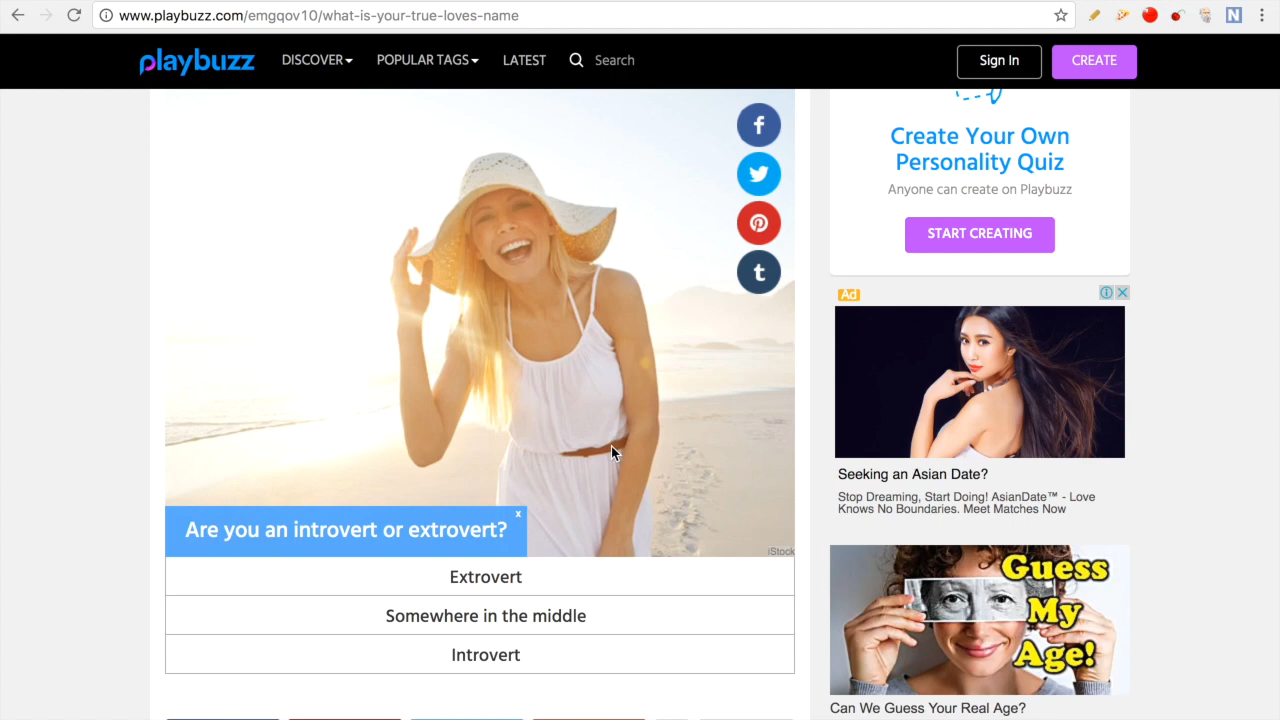 www.playbuzz.com/emgqov10/what-is-your-true-loves-name
N
playbuzz
DISCOVER
POPULAR TAGS
LATEST
Search
Sign In
CREATE
f
t
Create Your Own
Personality Quiz
Anyone can create on Playbuzz
START CREATING
Ad
Seeking an Asian Date?
Stop Dreaming, Start Doing! AsianDate™ - Love
Knows No Boundaries. Meet Matches Now
Guess
My
Age!
Can We Guess Your Real Age?
x
Are you an introvert or extrovert?
iStock
Extrovert
Somewhere in the middle
Introvert